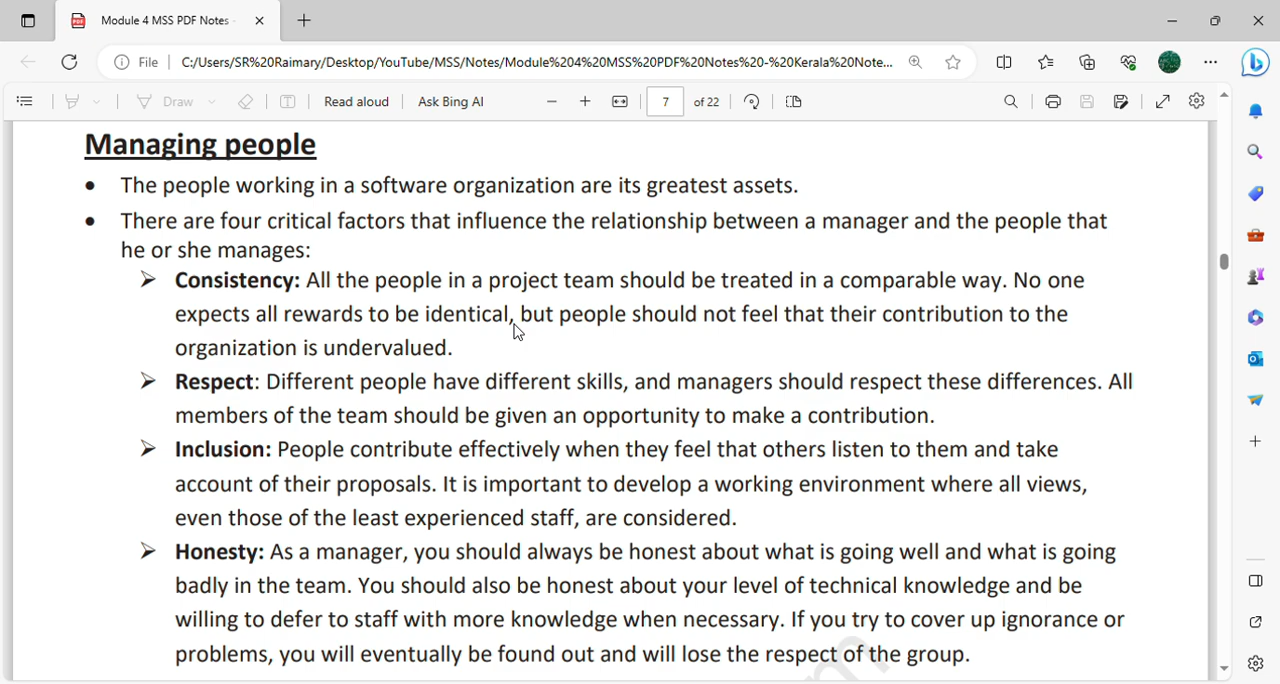 Module 4 MSS PDF Notes
File
C:/Users/SR%20Raimary/Desktop/YouTube/MSS/Notes/Module%204%20MSS%20PDF%20Notes%20-%20Kerala%20Note...
Draw
Read aloud
Ask Bing AI
7 of 22
Managing people
• The people working in a software organization are its greatest assets.
• There are four critical factors that influence the relationship between a manager and the people that
he or she manages:
➢ Consistency: All the people in a project team should be treated in a comparable way. No one
expects all rewards to be identical, but people should not feel that their contribution to the
organization is undervalued.
➢ Respect: Different people have different skills, and managers should respect these differences. All
members of the team should be given an opportunity to make a contribution.
➢ Inclusion: People contribute effectively when they feel that others listen to them and take
account of their proposals. It is important to develop a working environment where all views,
even those of the least experienced staff, are considered.
➢ Honesty: As a manager, you should always be honest about what is going well and what is going
badly in the team. You should also be honest about your level of technical knowledge and be
willing to defer to staff with more knowledge when necessary. If you try to cover up ignorance or
problems, you will eventually be found out and will lose the respect of the group.